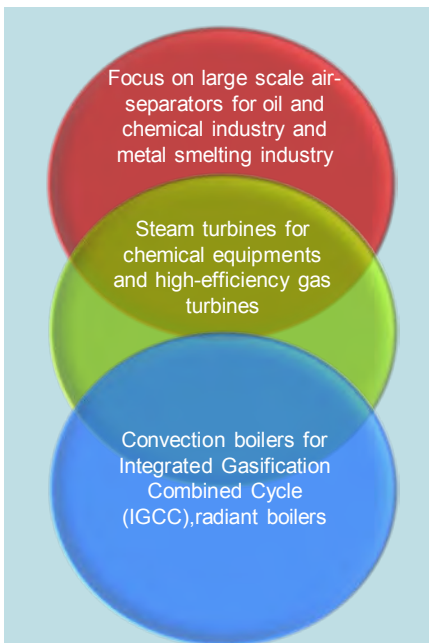 Focus on large scale air-
separators for oil and
chemical industry and
metal smelting industry
Steam turbines for
chemical equipments
and high-efficiency gas
turbines
Convection boilers for
Integrated Gasification
Combined Cycle
(IGCC),radiant boilers